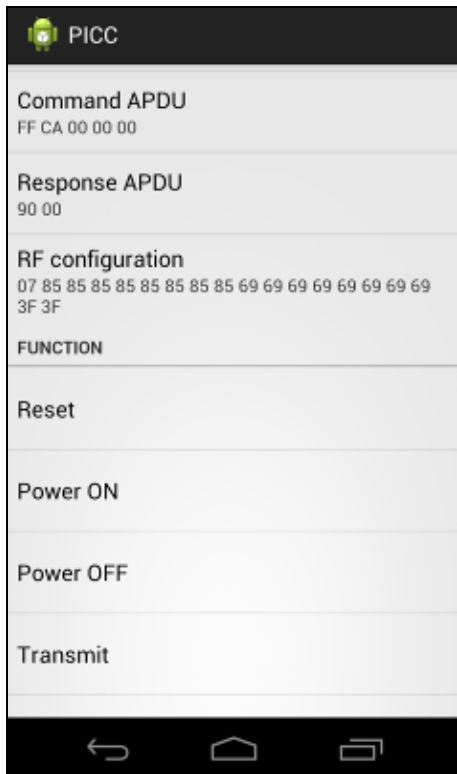 PICC
Command APDU
FF CA 00 00 00
Response APDU
90 00
RF configuration
07 85 85 85 85 85 85 85 85 69 69 69 69 69 69 69 69
3F 3F
FUNCTION
Reset
Power ON
Power OFF
Transmit